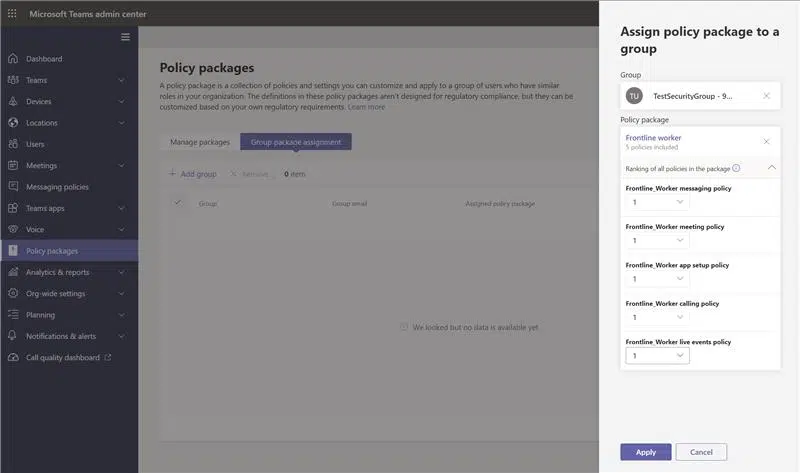 Microsoft Teams admin center
Dashboard
Teams
Devices
Locations
Users
Meetings
Messaging policies
Teams apps
Voice
Policy packages
Analytics & reports
Org-wide settings
Planning
Notifications & alerts
Call quality dashboard
Policy packages
A policy package is a collection of policies and settings you can customize and apply to a group of users who have similar
roles in your organization. The definitions in these policy packages aren't designed for regulatory compliance, but they can be
customized based on your own regulatory requirements. Learn more
Manage packages
Group package assignment
+ Add group
× Remove
0 item
Group
Group email
Assigned policy package
We looked but no data is available yet
Assign policy package to a
group
Group
TU
TestSecurityGroup - 9...
Policy package
Frontline worker
5 policies included
Ranking of all policies in the package
Frontline_Worker messaging policy
1
Frontline_Worker meeting policy
1
Frontline_Worker app setup policy
1
Frontline_Worker calling policy
1
Frontline_Worker live events policy
1
Apply
Cancel